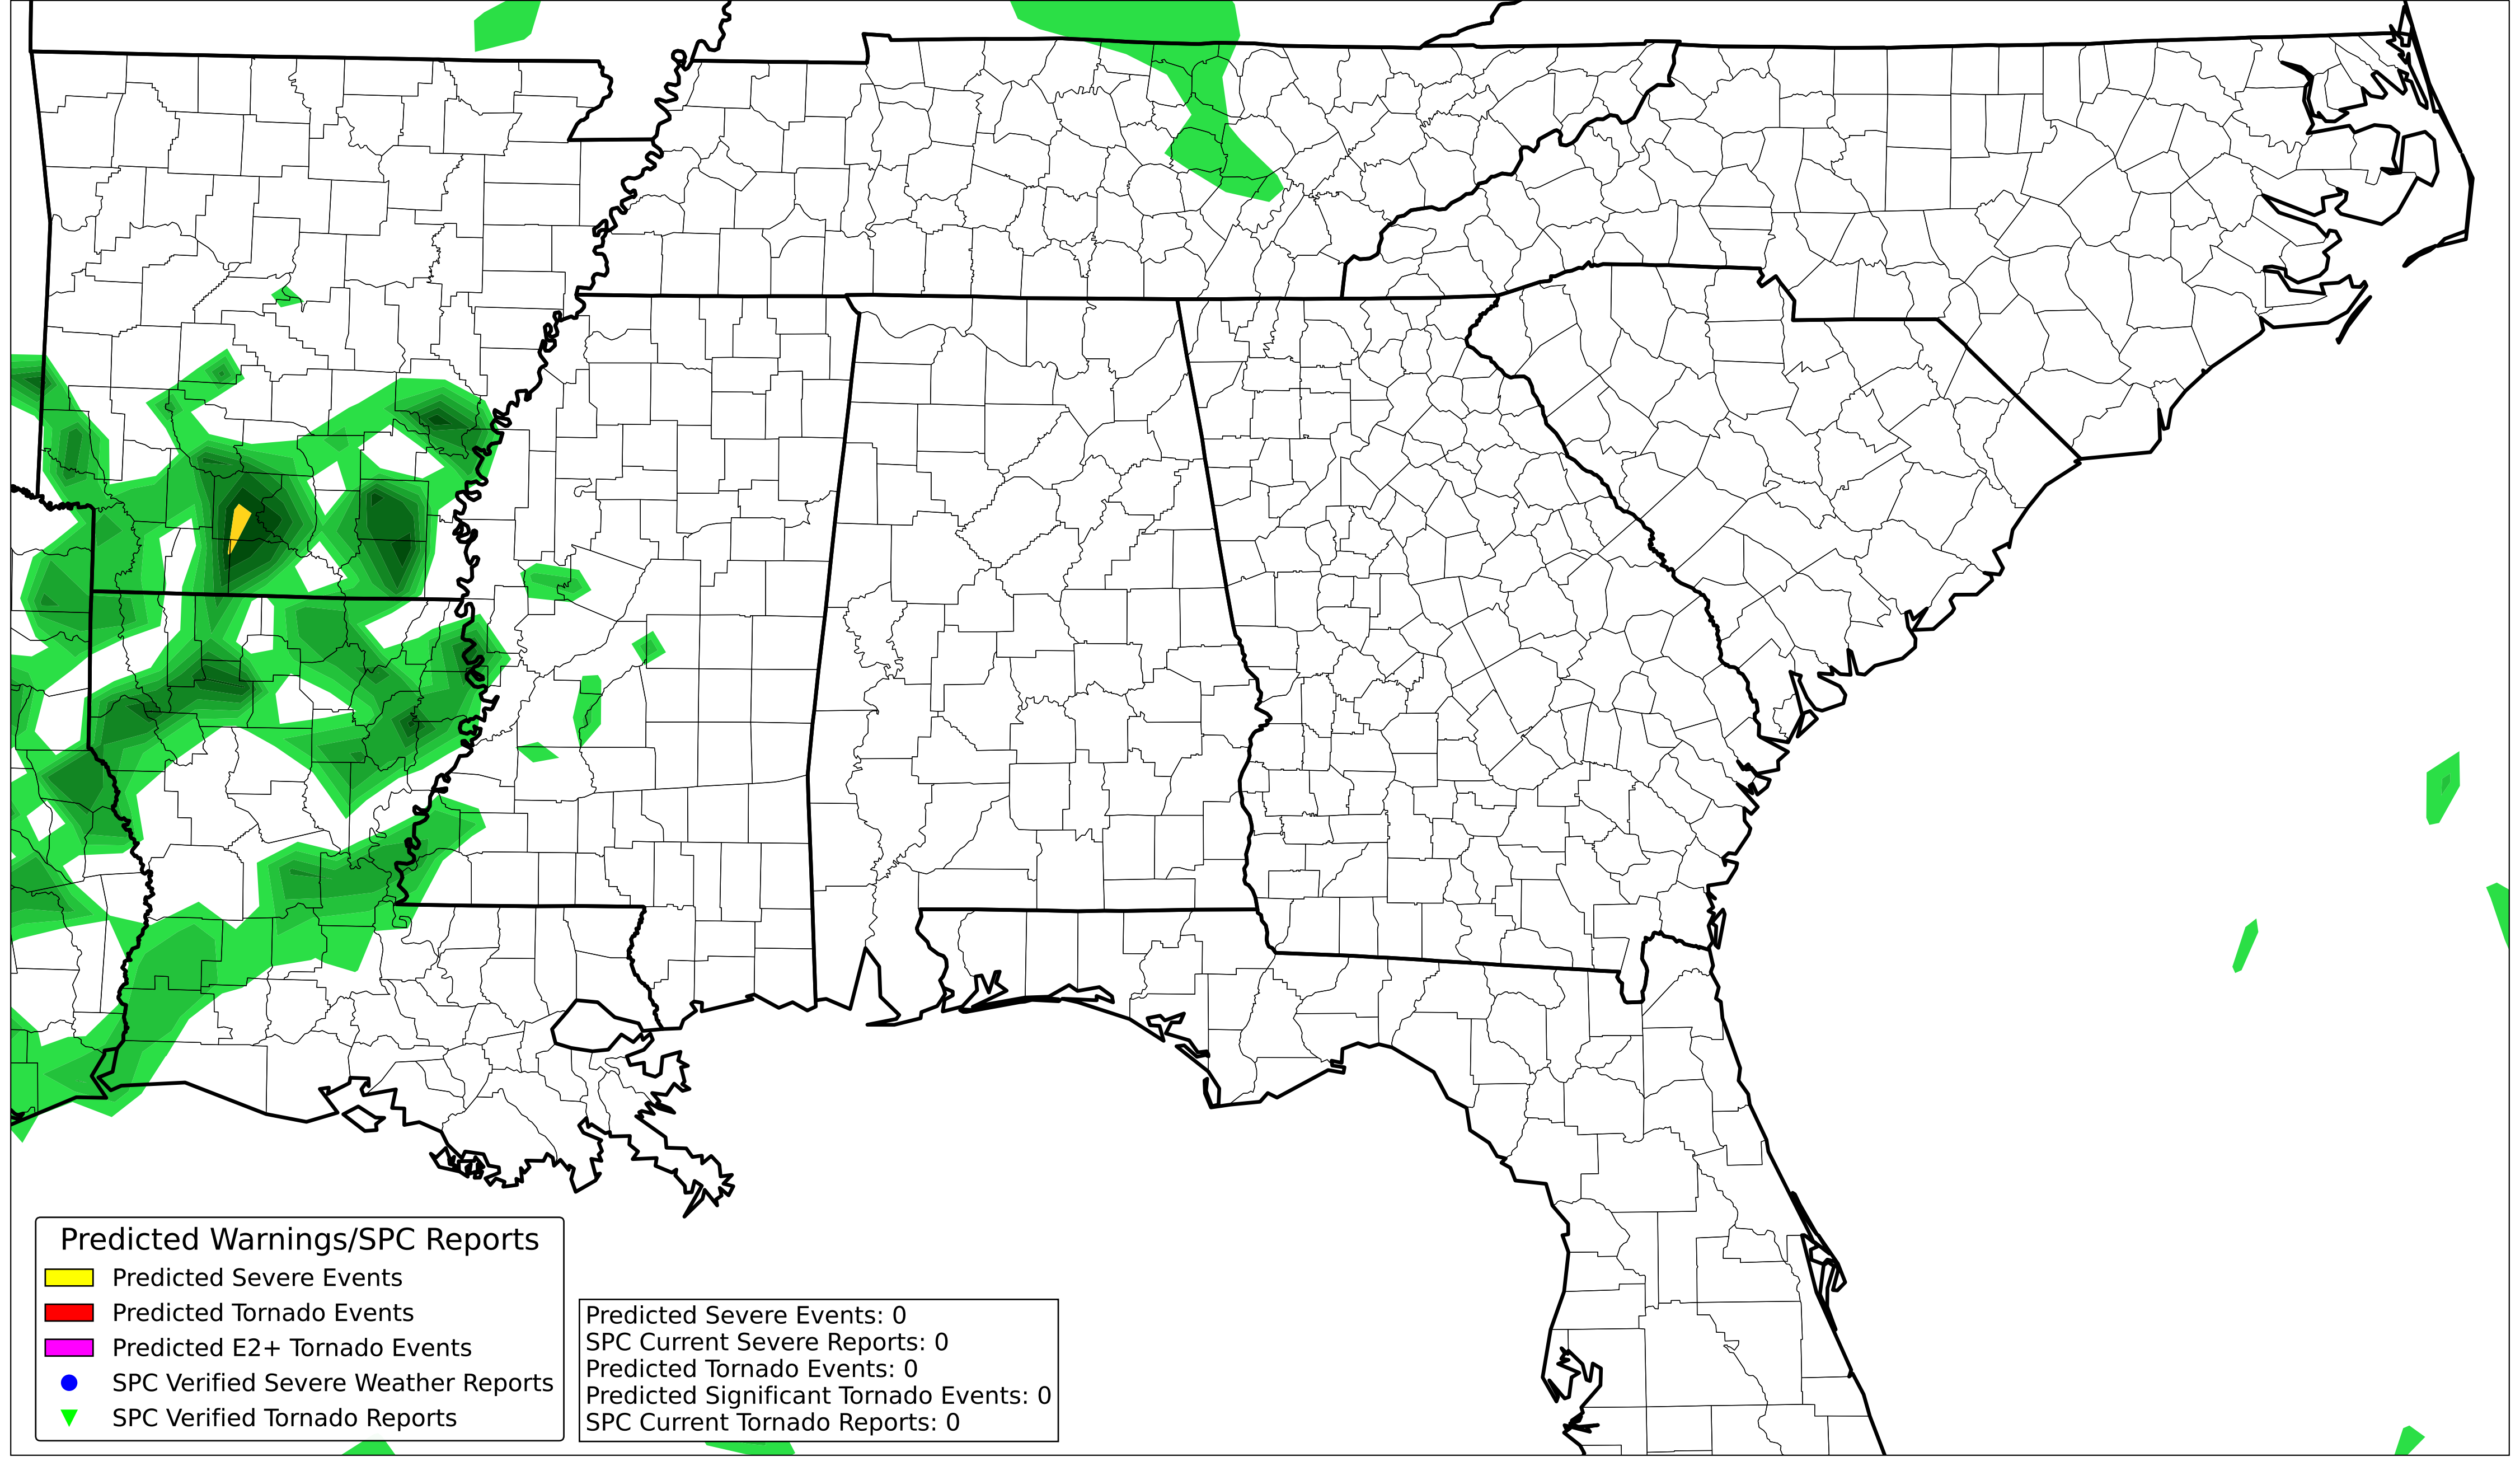 Predicted Warnings/SPC Reports
Predicted Severe Events
Predicted Tornado Events
Predicted E2+ Tornado Events
SPC Verified Severe Weather Reports
SPC Verified Tornado Reports
Predicted Severe Events: 0
SPC Current Severe Reports: 0
Predicted Tornado Events: 0
Predicted Significant Tornado Events: 0
SPC Current Tornado Reports: 0